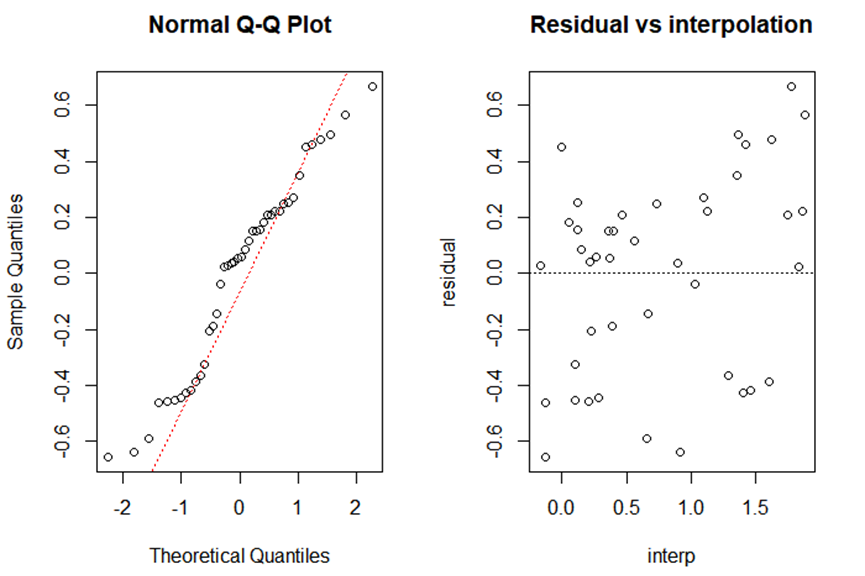 Normal Q-Q Plot
Sample Quantiles
0.6
0.4
0.2
0.0
-0.2
-0.4
-0.6
-2 -1 0 1 2
Theoretical Quantiles
Residual vs interpolation
residual
0.6
0.4
0.2
0.0
-0.2
-0.4
-0.6
0.0 0.5 1.0 1.5
interp